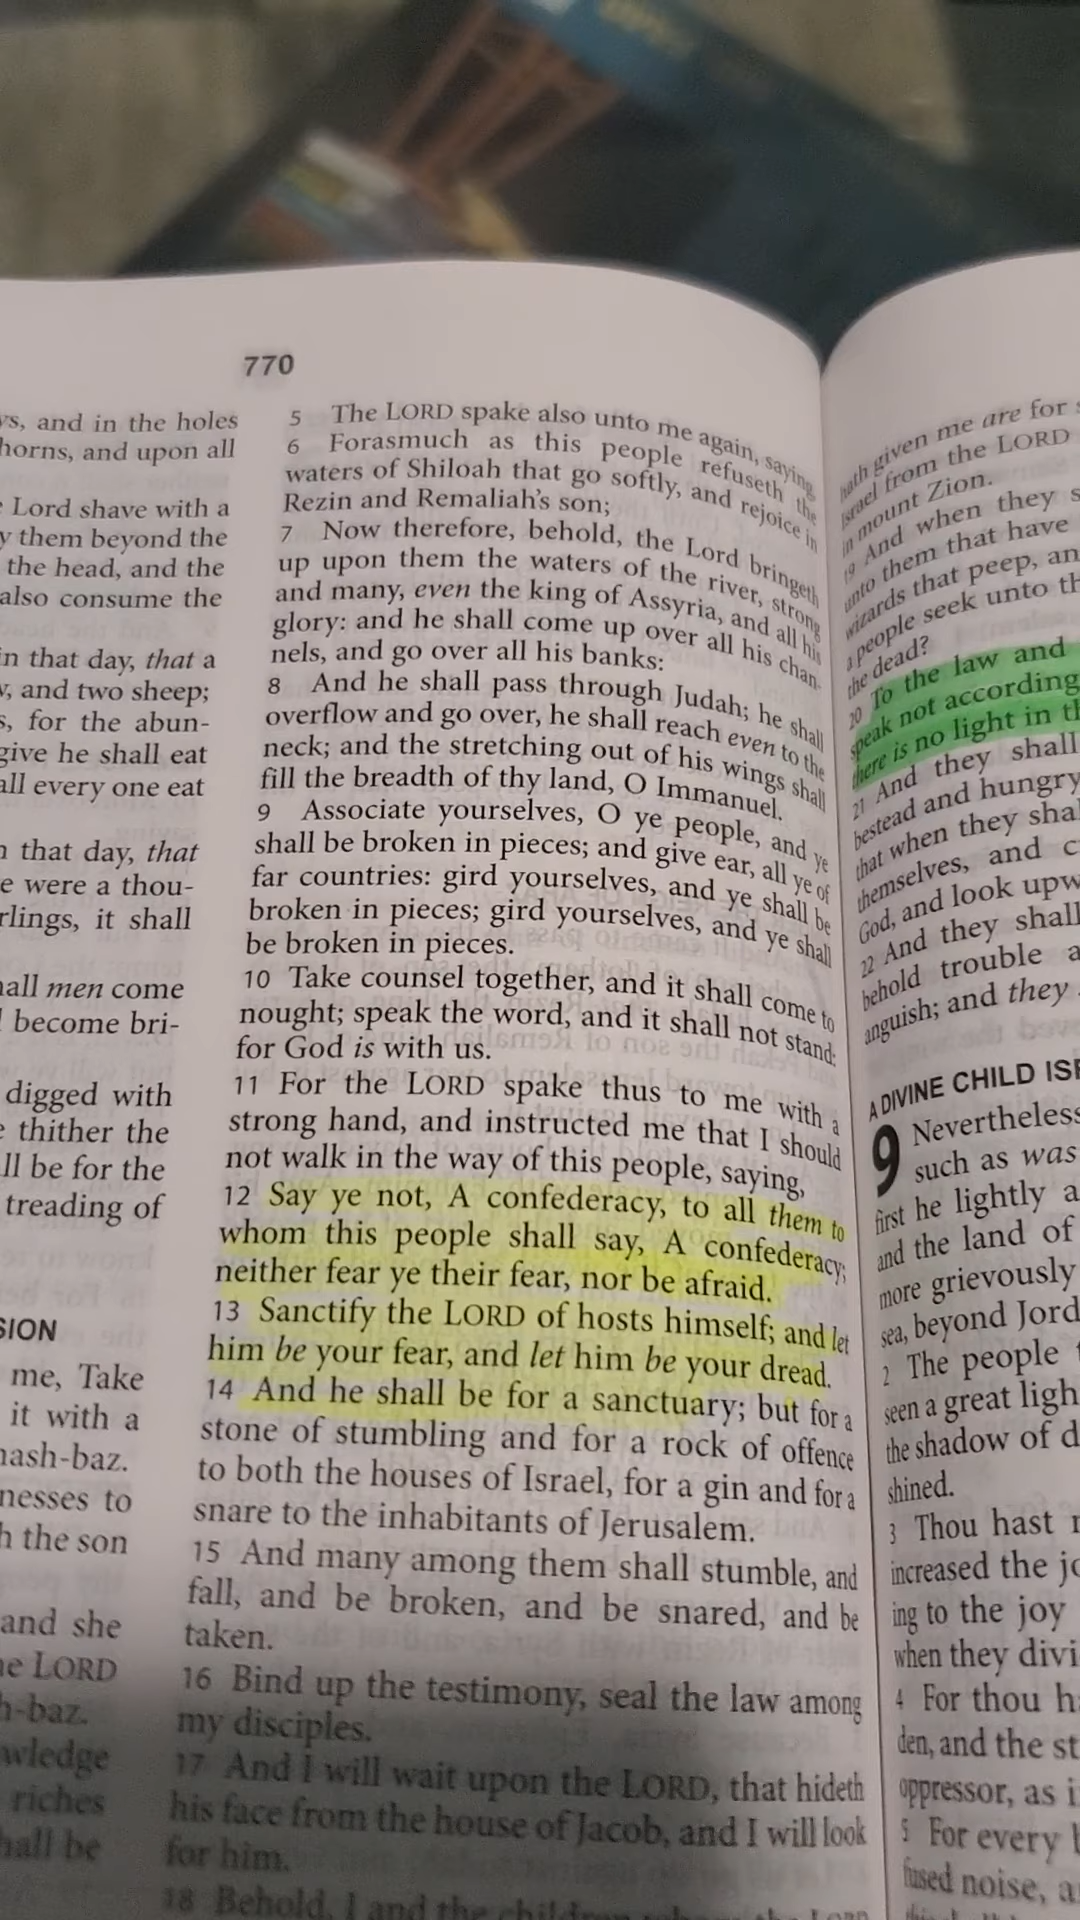 770
ys, and in the holes
horns, and upon all
Lord shave with a
y them beyond the
the head, and the
also consume the
in that day, that a
and two sheep;
s, for the abun-
give he shall eat
all every one eat
that day, that
e were a thou-
rlings, it shall
hall men come
become bri-
digged with
thither the
ll be for the
treading of
SION
me, Take
it with a
hash-baz.
nesses to
h the son
and she
he LORD
h-baz.
wledge
riches
hall be
5 The LORD spake also unto me again, saying,
6 Forasmuch as this people refuseth the
waters of Shiloah that go softly, and rejoice in
Rezin and Remaliah's son;
7 Now therefore, behold, the Lord bringeth
up upon them the waters of the river, strong
and many, even the king of Assyria, and all his
glory: and he shall come up over all his chan-
nels, and go over all his banks:
8 And he shall pass through Judah; he shall
overflow and go over, he shall reach even to the
neck; and the stretching out of his wings shall
fill the breadth of thy land, O Immanuel.
9 Associate yourselves, O ye people, and ye
shall be broken in pieces; and give ear, all ye of
far countries: gird yourselves, and ye shall be
broken in pieces; gird yourselves, and ye shall
be broken in pieces.
10 Take counsel together, and it shall come to
nought; speak the word, and it shall not stand:
for God is with us.
11 For the LORD spake thus to me with a
strong hand, and instructed me that I should
not walk in the way of this people, saying,
12 Say ye not, A confederacy, to all them to
whom this people shall say, A confederacy;
neither fear ye their fear, nor be afraid.
13 Sanctify the LORD of hosts himself; and let
him be your fear, and let him be your dread.
14 And he shall be for a sanctuary; but for a
stone of stumbling and for a rock of offence
to both the houses of Israel, for a gin and for a
snare to the inhabitants of Jerusalem.
15 And many among them shall stumble, and
fall, and be broken, and be snared, and be
taken.
16 Bind up the testimony, seal the law among
my disciples.
17 And I will wait upon the LORD, that hideth
his face from the house of Jacob, and I will look
for him.
18 Behold, I and the children whom the LORD
hath given me are for
Israel from the LORD
in mount Zion.
19 And when they s
unto them that have
wizards that peep, an
a people seek unto th
the dead?
20 To the law and
speak not according
there is no light in th
21 And they shall
bestead and hungry
that when they shal
themselves, and c
God, and look upw
22 And they shall
behold trouble a
anguish; and they
A DIVINE CHILD IS
9 Nevertheless
such as was
first he lightly a
and the land of
more grievously
sea, beyond Jord
2 The people
seen a great ligh
the shadow of d
shined.
3 Thou hast
increased the jo
ing to the joy
when they divi
4 For thou h
den, and the st
oppressor, as i
5 For every
fused noise, a